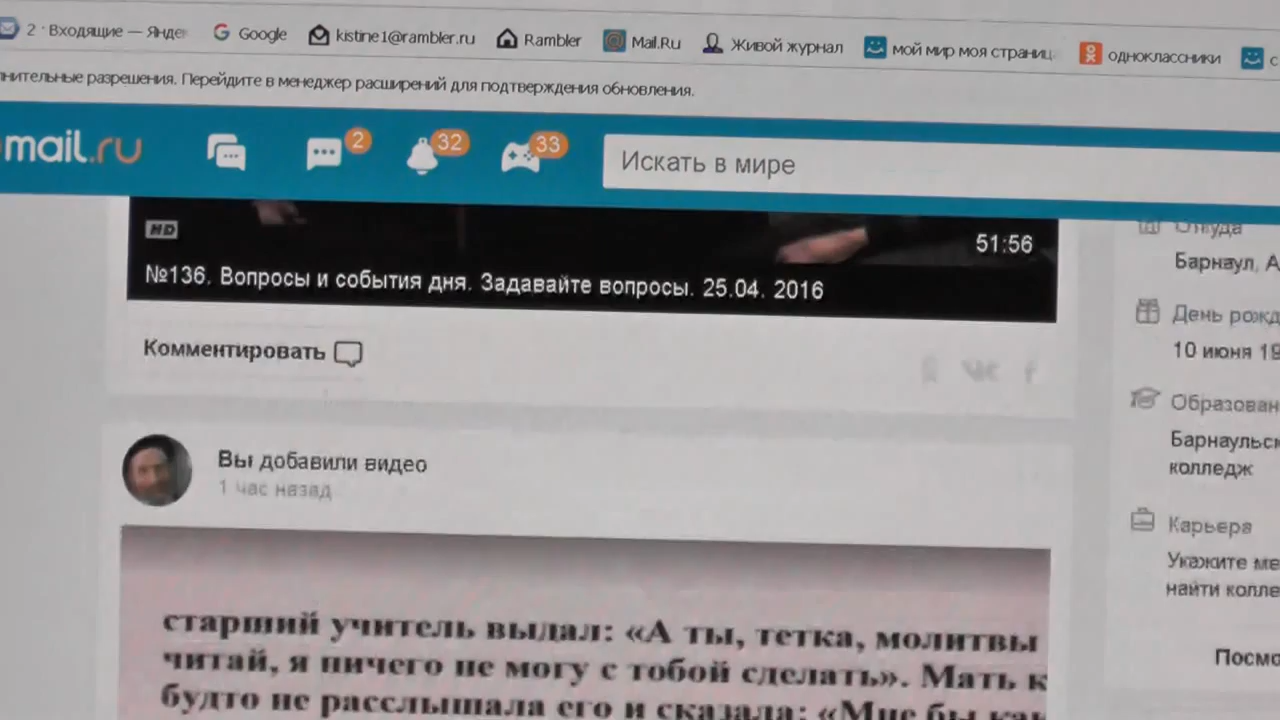 2 · Входящие — Янде
Google
kistine1@rambler.ru
Rambler
Mail.Ru
Живой журнал
мой мир моя страниц
одноклассники
с
нительные разрешения. Перейдите в менеджер расширений для подтверждения обновления.
mail.ru
2
32
33
Искать в мире
HD
51:56
№136. Вопросы и события дня. Задавайте вопросы. 25.04. 2016
Комментировать
Откуда
Барнаул, А
День рожд
10 июня 19
Образован
Барнаульск
колледж
Карьера
Укажите ме
найти колле
Посмо
Вы добавили видео
1 час назад
старший учитель выдал: «А ты, тетка, молитвы
читай, я ничего не могу с тобой сделать». Мать к
будто не расслышала его и сказала: «Мне бы как